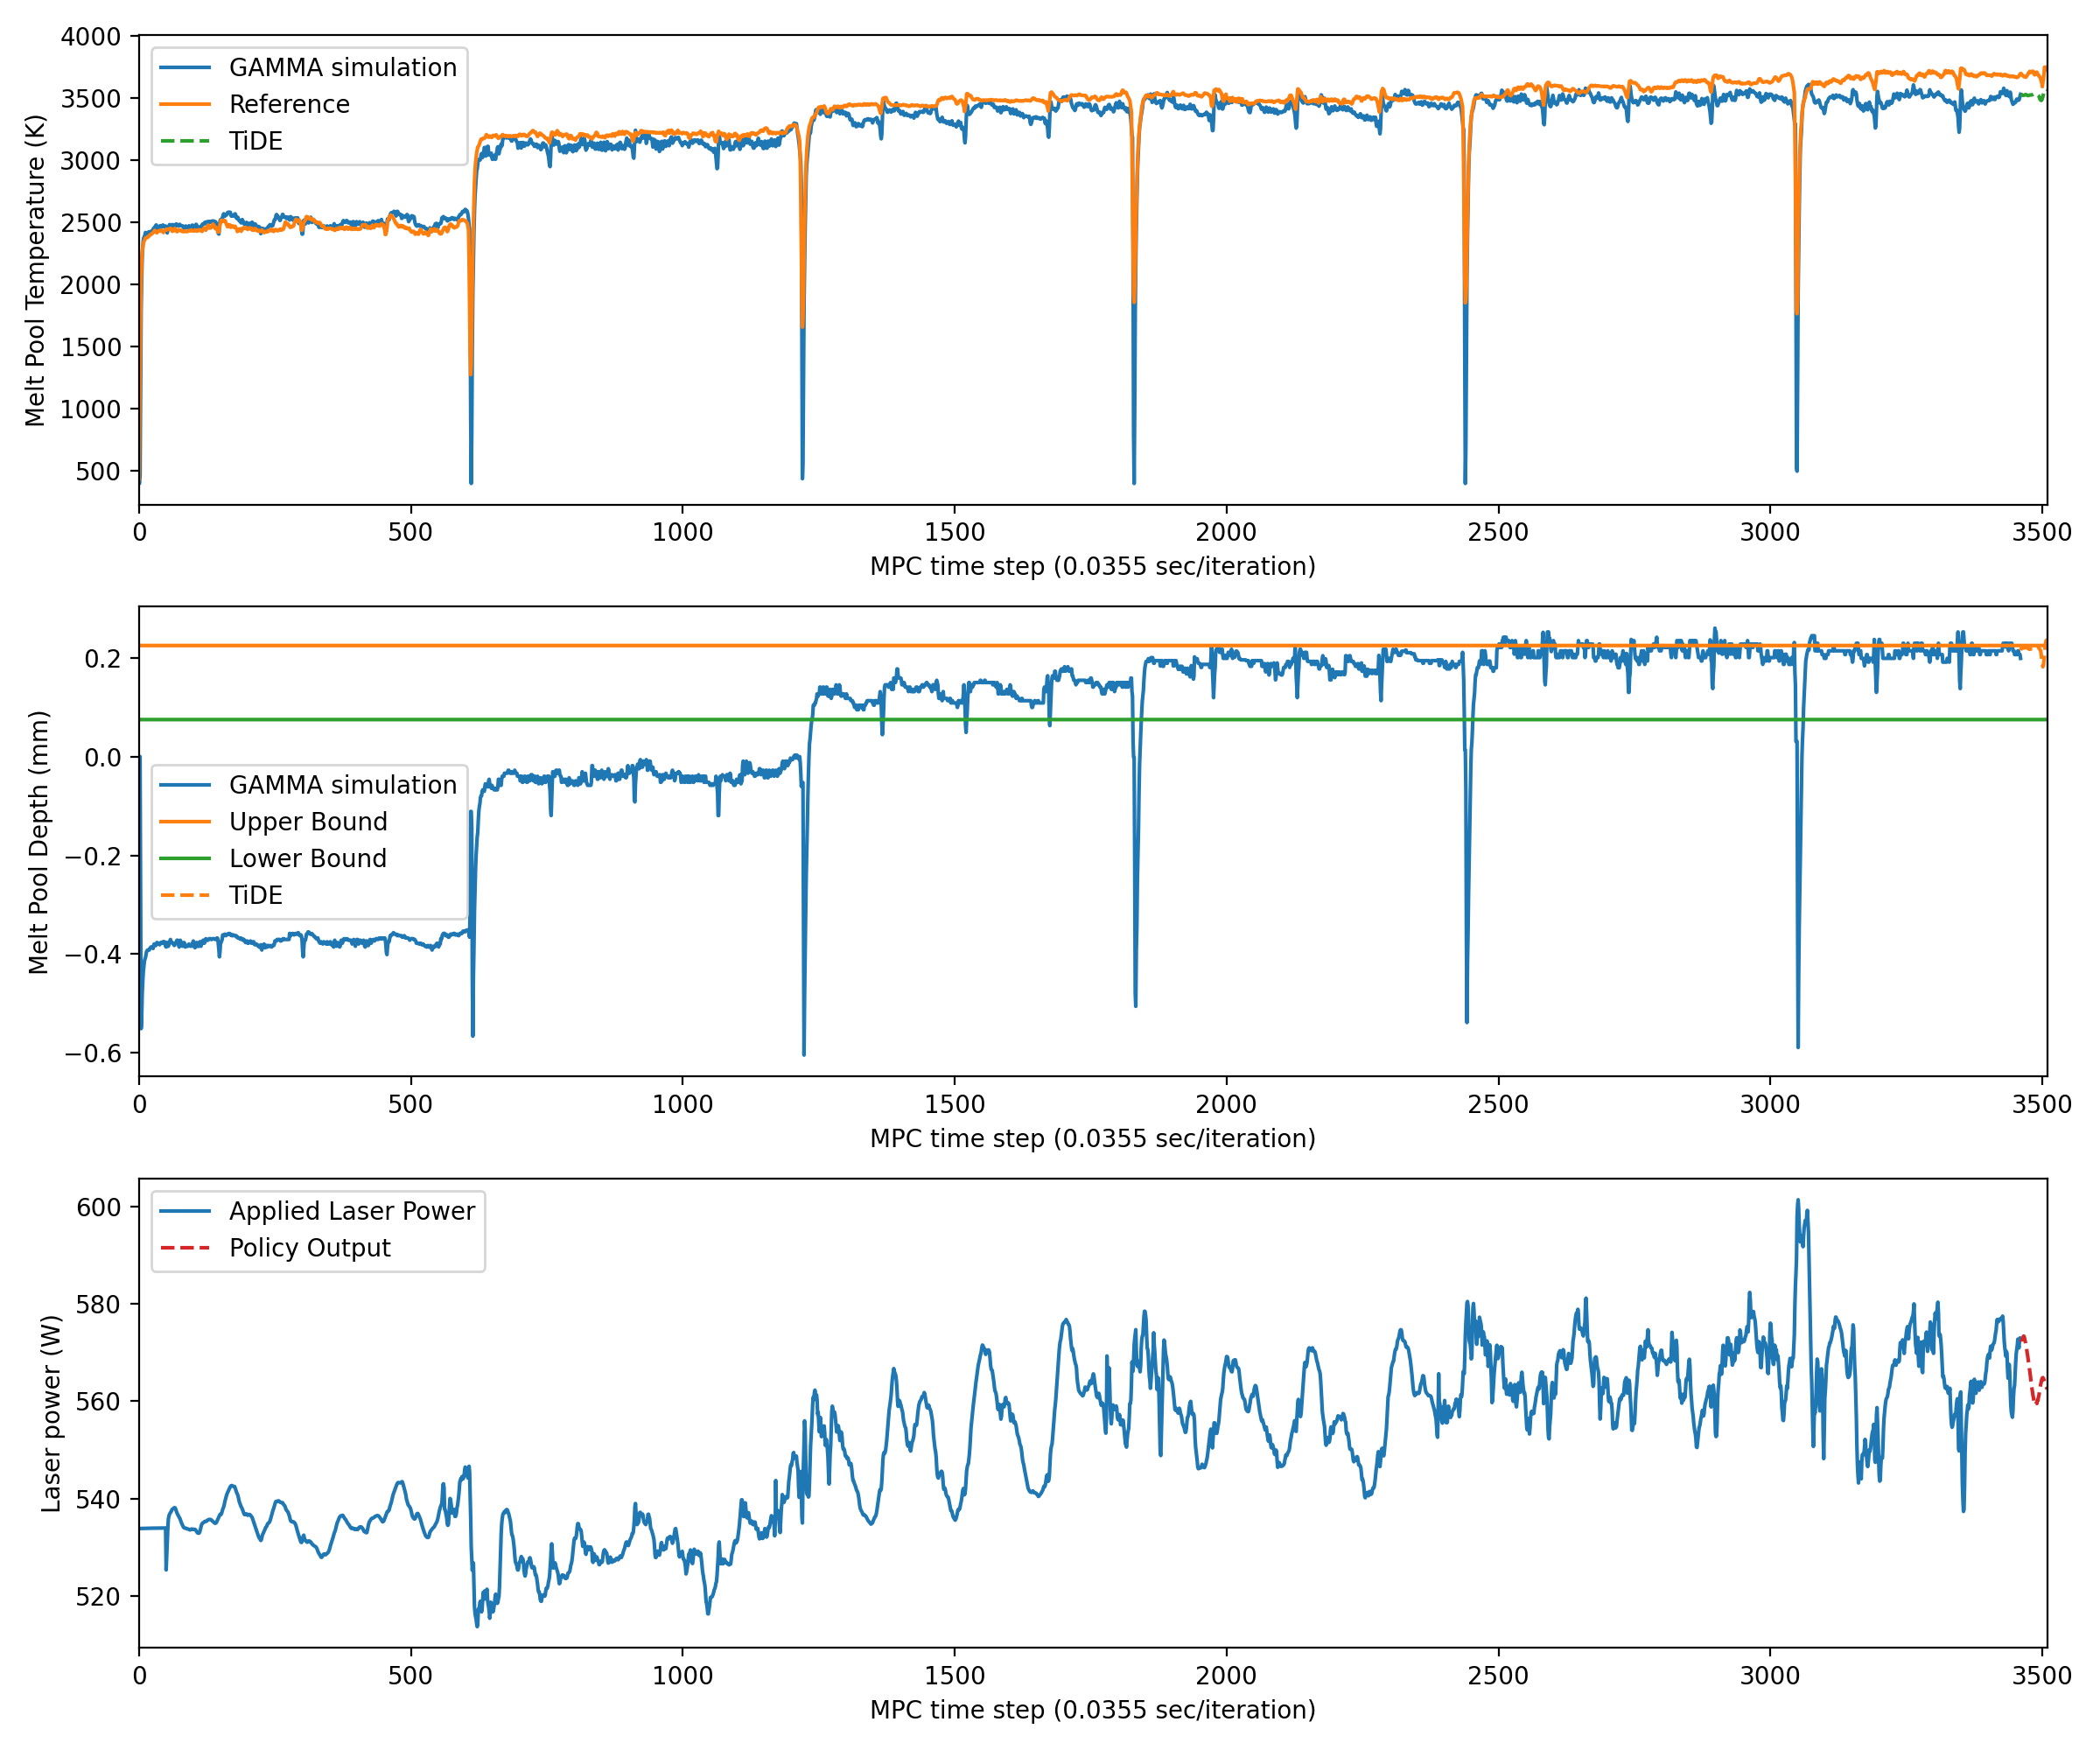 4000
3500
3000
2500
2000
1500
1000
500
Melt Pool Temperature (K)
GAMMA simulation
Reference
TiDE
0 500 1000 1500 2000 2500 3000 3500
MPC time step (0.0355 sec/iteration)
0.2
0.0
−0.2
−0.4
−0.6
Melt Pool Depth (mm)
GAMMA simulation
Upper Bound
Lower Bound
TiDE
0 500 1000 1500 2000 2500 3000 3500
MPC time step (0.0355 sec/iteration)
600
580
560
540
520
Laser power (W)
Applied Laser Power
Policy Output
0 500 1000 1500 2000 2500 3000 3500
MPC time step (0.0355 sec/iteration)